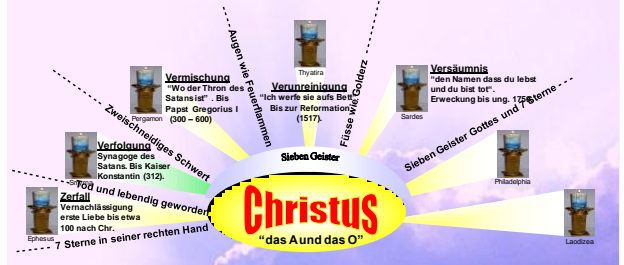 Augen wie Feuerflammen
Füsse wie Golderz
Thyatira
Verunreinigung
"Ich werfe sie aufs Bett"
Bis zur Reformation
(1517).
Vermischung
"Wo der Thron des
Satans ist" . Bis
Papst Gregorius I
(300 – 600)
Pergamon
Versäumnis
"den Namen dass du lebst
und du bist tot".
Erweckung bis ung. 1750
Sardes
Zweischneidiges Schwert
Sieben Geister Gottes und 7 Sterne
Verfolgung
Synagoge des
Satans. Bis Kaiser
Konstantin (312).
Smyrna
Sieben Geister
Philadelphia
Tod und lebendig geworden
Zerfall
Vernachlässigung
erste Liebe bis etwa
100 nach Chr.
Ephesus
7 Sterne in seiner rechten Hand
Christus
"das A und das O"
Laodizea